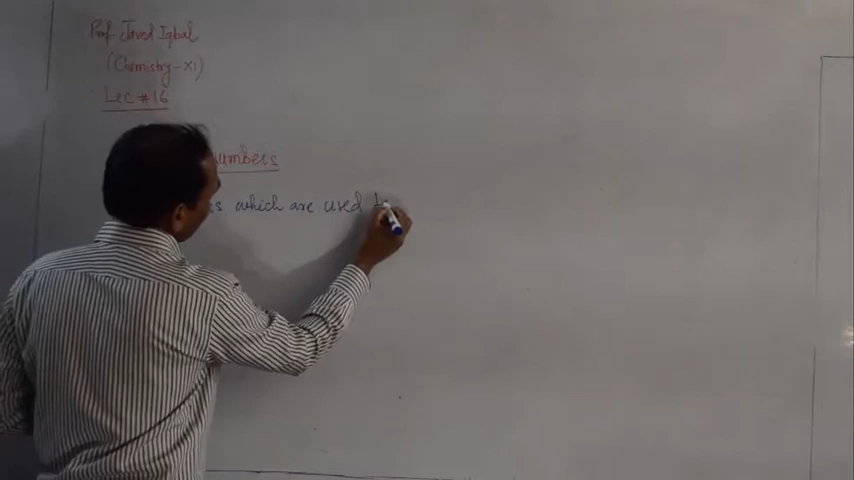 Prof. Javed Iqbal
(Chemistry-XI)
Lec #16
umbers
s which are used t